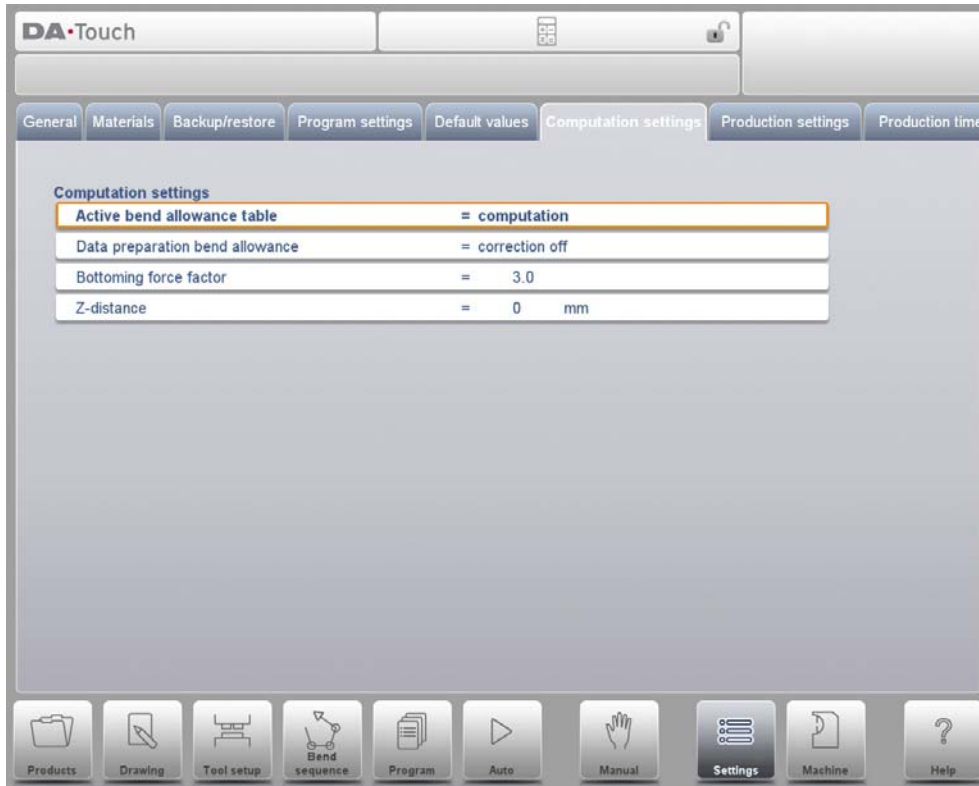 DA·Touch
General Materials Backup/restore Program settings Default values Computation settings Production settings Production time
Computation settings
Active bend allowance table = computation
Data preparation bend allowance = correction off
Bottoming force factor = 3.0
Z-distance = 0 mm
Products Drawing Tool setup Bend sequence Program Auto Manual Settings Machine Help